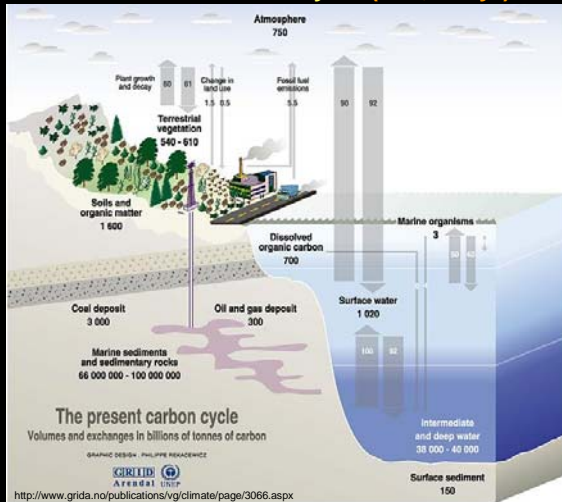 Atmosphere
750
Plant growth
and decay
60
61
Change in
land use
1.5
0.5
Fossil fuel
emissions
5.5
90
92
Terrestrial
vegetation
540 - 610
Soils and
organic matter
1 600
Marine organisms
3
Dissolved
organic carbon
700
50
Surface water
1 020
Coal deposit
3 000
Oil and gas deposit
300
100
Marine sediments
and sedimentary rocks
66 000 000 - 100 000 000
The present carbon cycle
Volumes and exchanges in billions of tonnes of carbon
Intermediate
and deep water
38 000 - 40 000
GRAPHIC DESIGN : PHILIPPE REKACEWICZ
GRID
Arendal UNEP
Surface sediment
150
http://www.grida.no/publications/vg/climate/page/3066.aspx